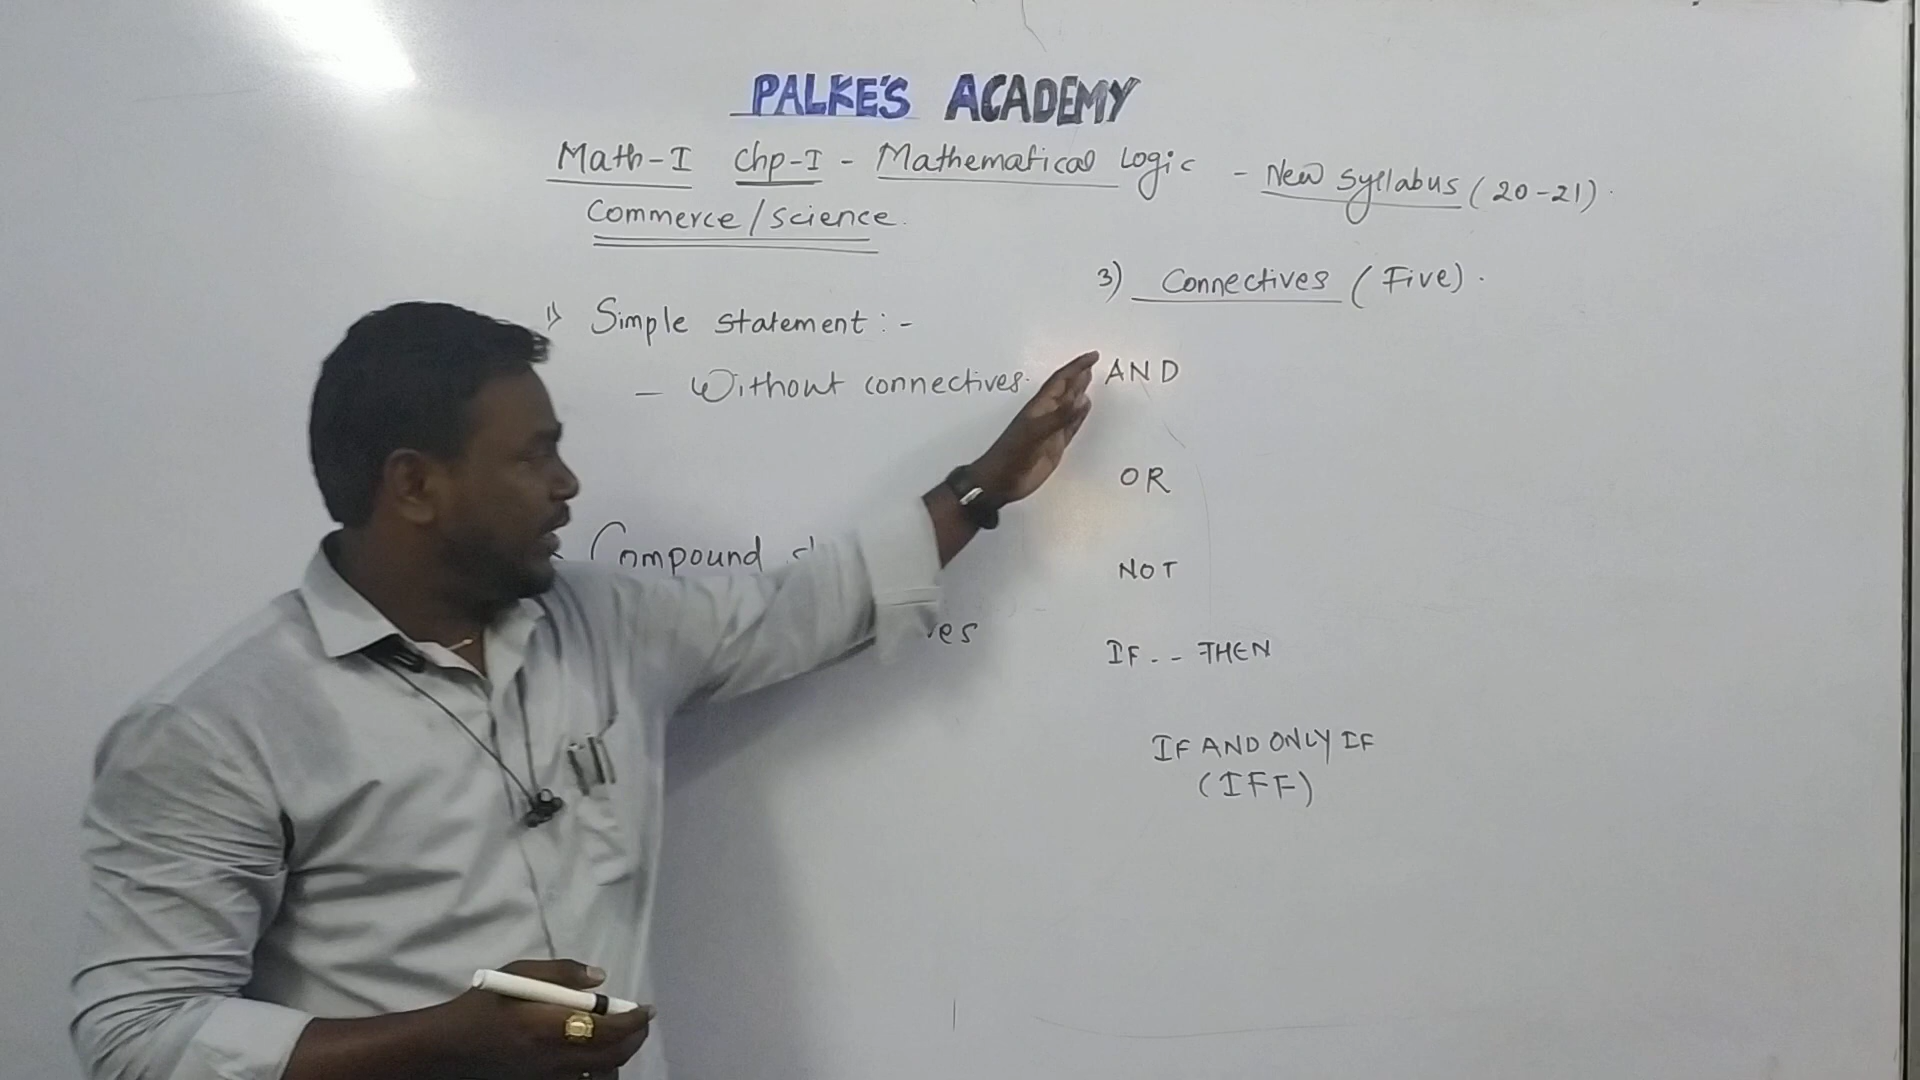 PALKE'S ACADEMY
Math-I Chp-I - Mathematical Logic - New Syllabus (20-21).
Commerce/science.
1) Simple statement :-
- Without connectives.
Compound
3) Connectives (Five).
AND
OR
NOT
IF . - - THEN
IF AND ONLY IF
(IFF)